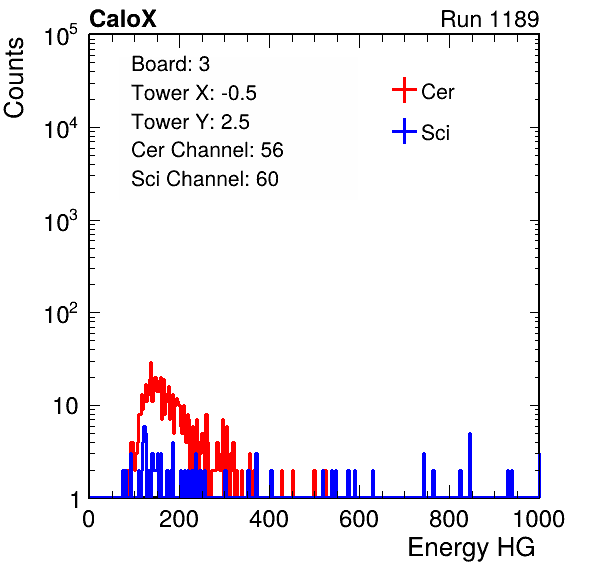 CaloX Run 1189
Counts
Board: 3
Tower X: -0.5
Tower Y: 2.5
Cer Channel: 56
Sci Channel: 60
Cer
Sci
10^5
10^4
10^3
10^2
10
1
0 200 400 600 800 1000
Energy HG